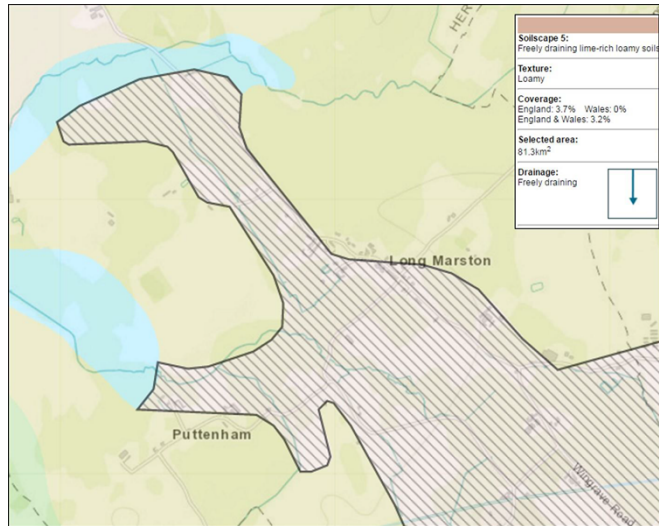 HER
Soilscape 5:
Freely draining lime-rich loamy soils
Texture:
Loamy
Coverage:
England: 3.7% Wales: 0%
England & Wales: 3.2%
Selected area:
81.3km²
Drainage:
Freely draining
Long Marston
Puttenham
Wingrave Road